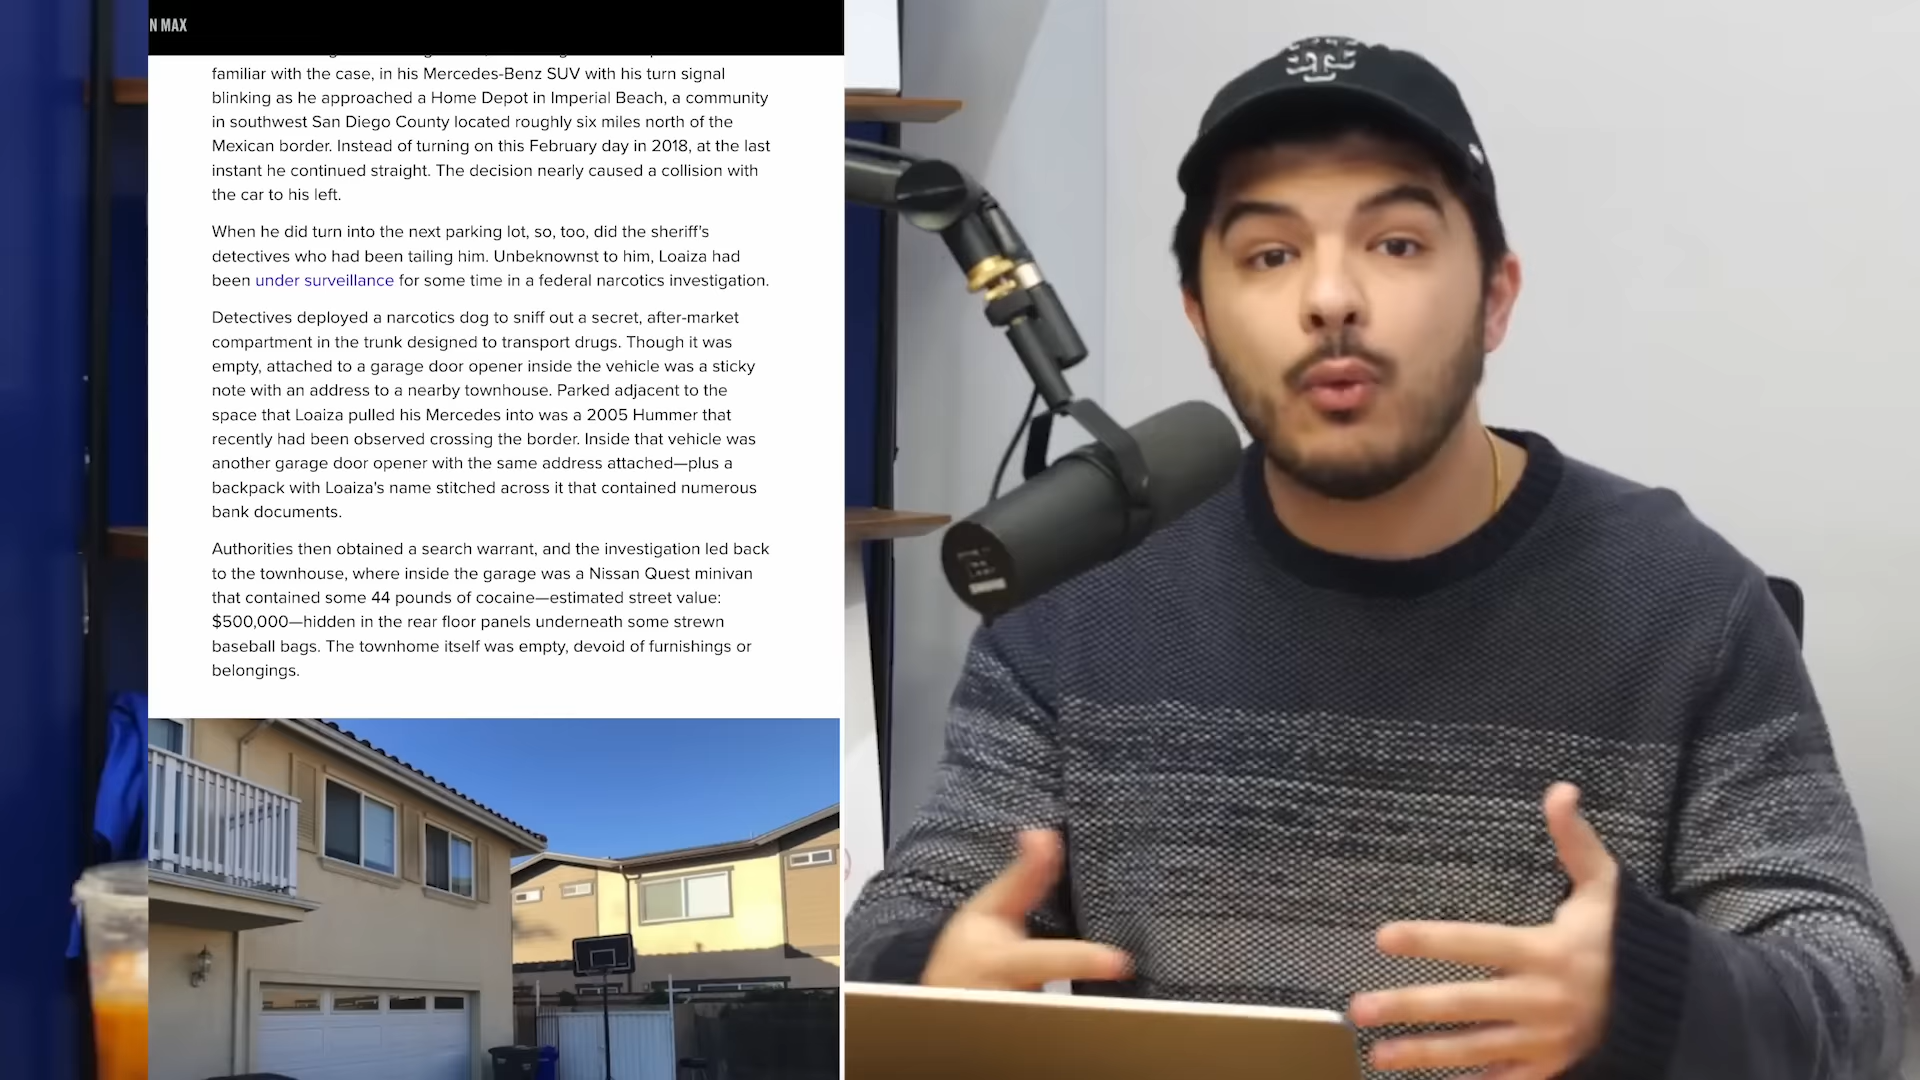 N MAX
familiar with the case, in his Mercedes-Benz SUV with his turn signal
blinking as he approached a Home Depot in Imperial Beach, a community
in southwest San Diego County located roughly six miles north of the
Mexican border. Instead of turning on this February day in 2018, at the last
instant he continued straight. The decision nearly caused a collision with
the car to his left.
When he did turn into the next parking lot, so, too, did the sheriff's
detectives who had been tailing him. Unbeknownst to him, Loaiza had
been under surveillance for some time in a federal narcotics investigation.
Detectives deployed a narcotics dog to sniff out a secret, after-market
compartment in the trunk designed to transport drugs. Though it was
empty, attached to a garage door opener inside the vehicle was a sticky
note with an address to a nearby townhouse. Parked adjacent to the
space that Loaiza pulled his Mercedes into was a 2005 Hummer that
recently had been observed crossing the border. Inside that vehicle was
another garage door opener with the same address attached—plus a
backpack with Loaiza's name stitched across it that contained numerous
bank documents.
Authorities then obtained a search warrant, and the investigation led back
to the townhouse, where inside the garage was a Nissan Quest minivan
that contained some 44 pounds of cocaine—estimated street value:
$500,000—hidden in the rear floor panels underneath some strewn
baseball bags. The townhome itself was empty, devoid of furnishings or
belongings.